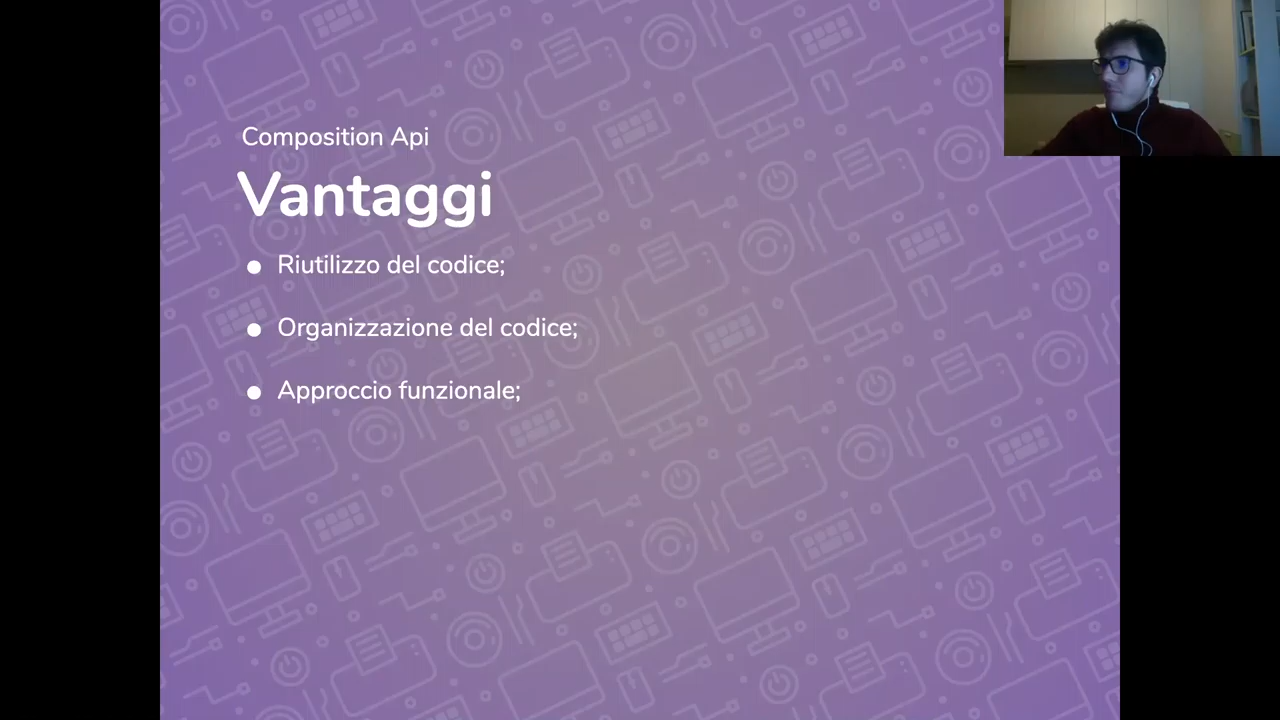 Composition Api
Vantaggi
Riutilizzo del codice;
Organizzazione del codice;
Approccio funzionale;